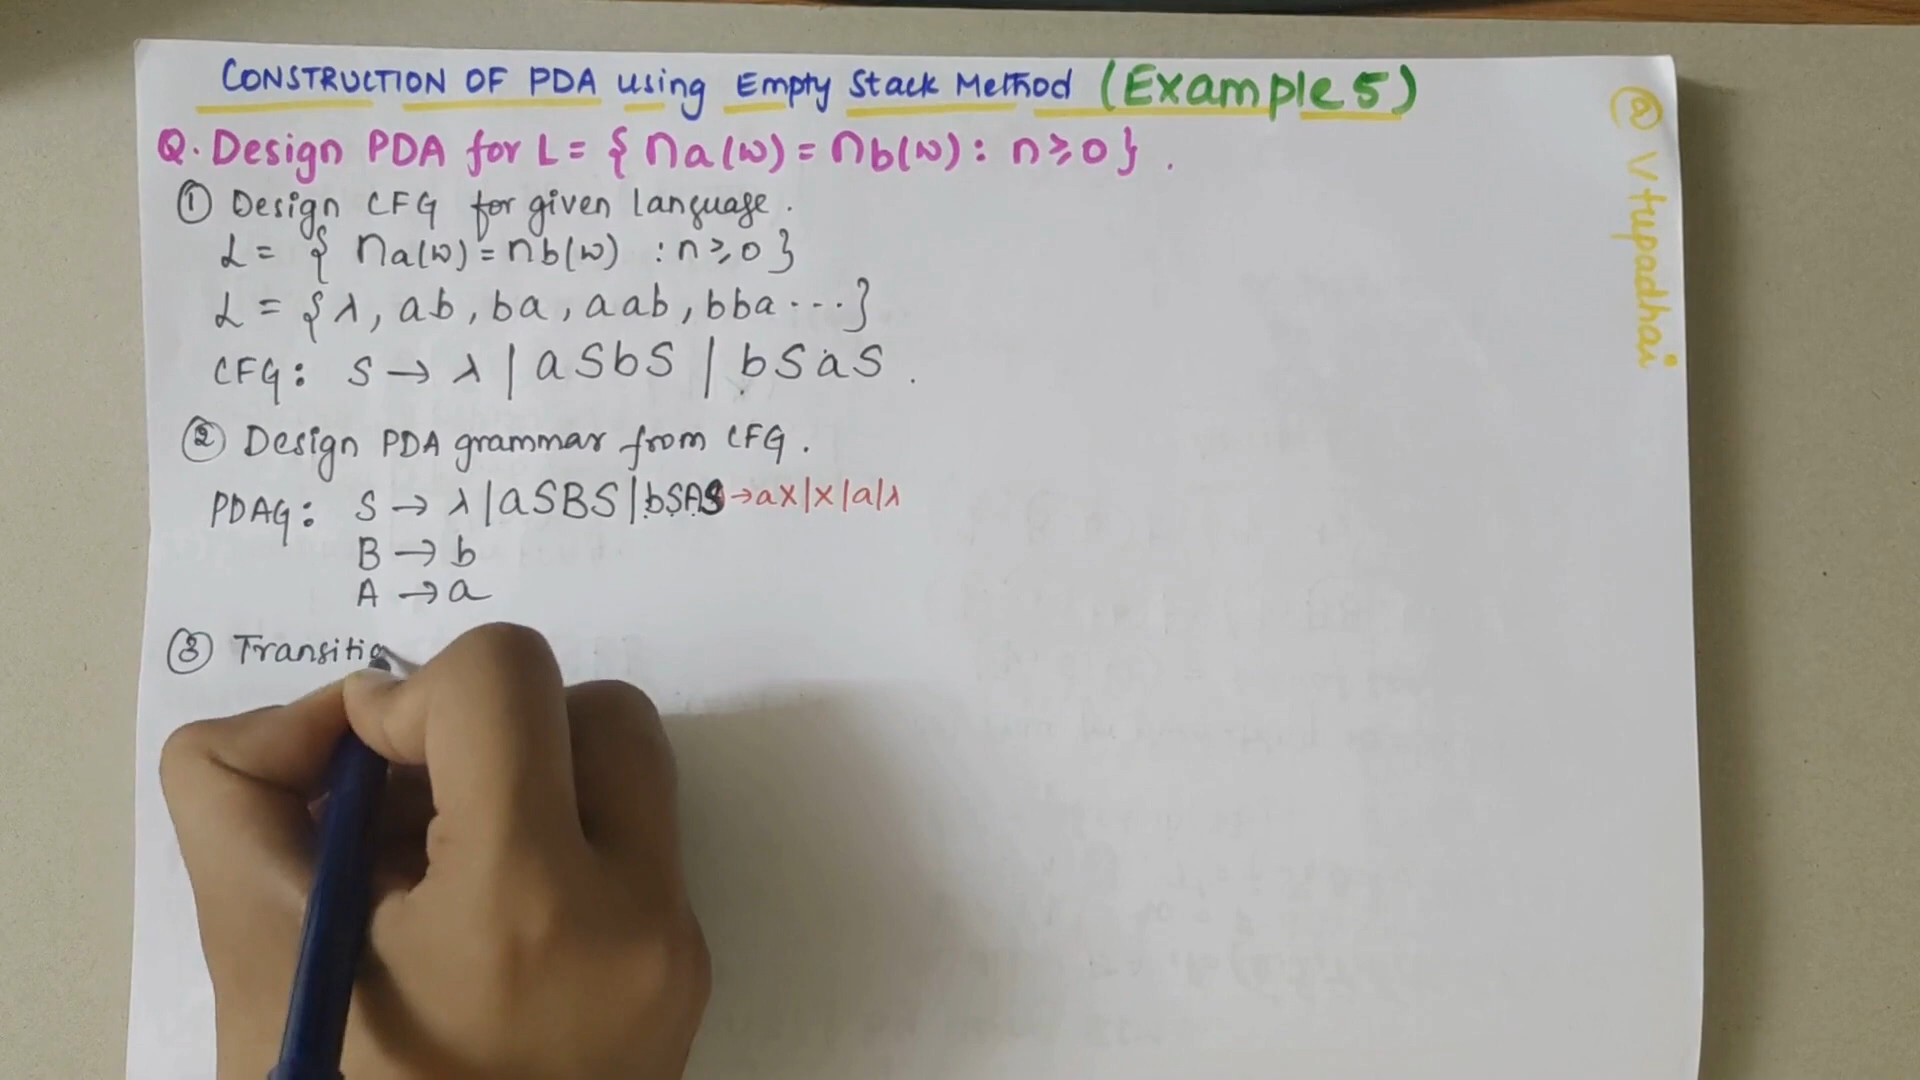 CONSTRUCTION OF PDA using Empty Stack Method (Example 5)
Q. Design PDA for L = { na(w) = nb(w) : n ≥ 0 } .
① Design CFG for given language .
L = { na(w) = nb(w) : n ≥ 0 }
L = { λ, ab, ba, aab, bba ... }
CFG : S → λ | aSbS | bSaS .
② Design PDA grammar from CFG .
PDAG : S → λ | aSBS | bSAS → aX|X|a|λ
B → b
A → a
③ Transitio
@ Vtupadhai